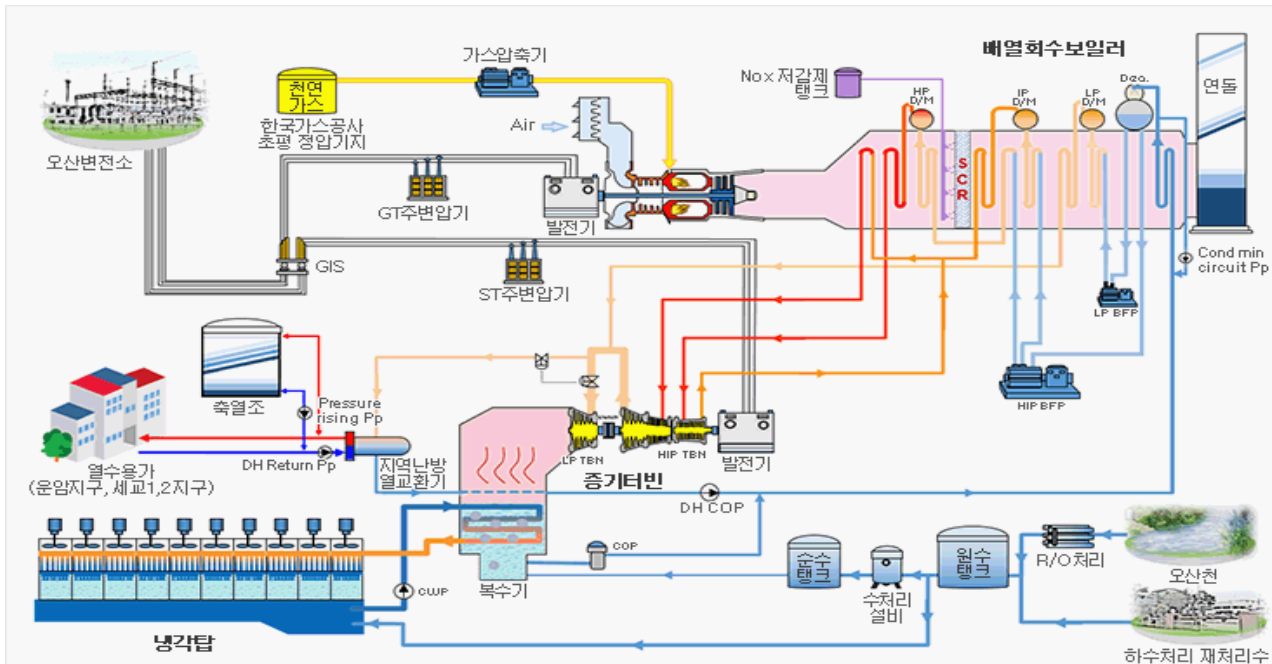 배열회수보일러
가스압축기
Nox 저감제
탱크
HP
D/M
IP
D/M
LP
D/M
Dea.
연돌
천연
가스
한국가스공사
초평 정압기지
Air
오산변전소
SCR
GT주변압기
발전기
GIS
ST주변압기
Cond min
circuit Pp
LP BFP
HIP BFP
축열조
Pressure
rising Pp
DH Return Pp
열수용가
(운암지구, 세교1,2지구)
지역난방
열교환기
LP TBN
HIP TBN
발전기
증기터빈
DH COP
COP
복수기
CWP
냉각탑
순수
탱크
수처리
설비
원수
탱크
R/O처리
오산천
하수처리 재처리수